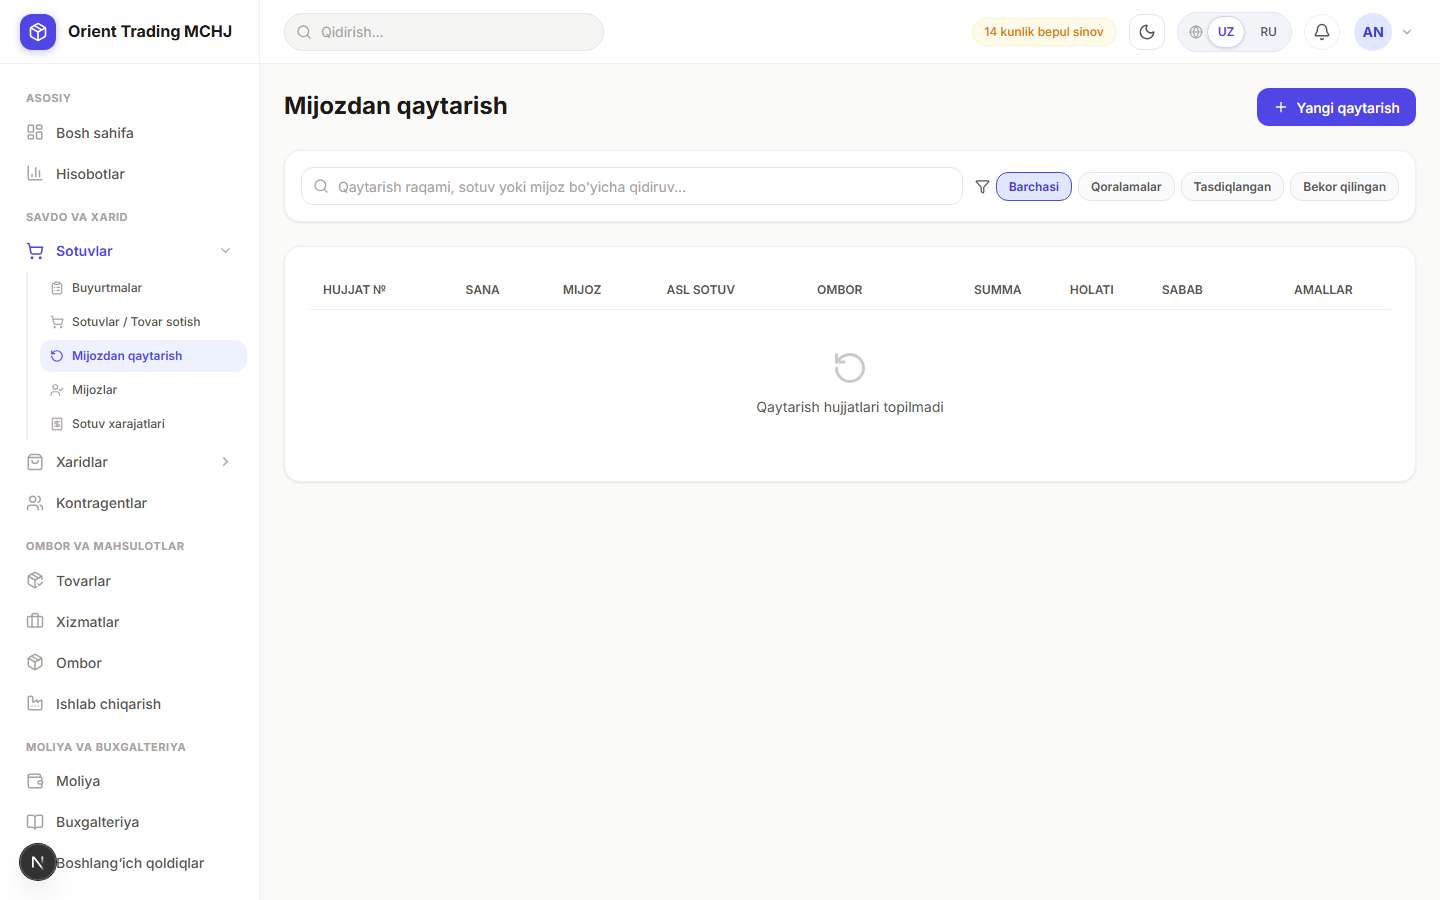 Orient Trading MCHJ
Qidirish...
14 kunlik bepul sinov
UZ
RU
AN
ASOSIY
Bosh sahifa
Hisobotlar
SAVDO VA XARID
Sotuvlar
Buyurtmalar
Sotuvlar / Tovar sotish
Mijozdan qaytarish
Mijozlar
Sotuv xarajatlari
Xaridlar
Kontragentlar
OMBOR VA MAHSULOTLAR
Tovarlar
Xizmatlar
Ombor
Ishlab chiqarish
MOLIYA VA BUXGALTERIYA
Moliya
Buxgalteriya
N
Boshlang‘ich qoldiqlar
Mijozdan qaytarish
+ Yangi qaytarish
Qaytarish raqami, sotuv yoki mijoz bo'yicha qidiruv...
Barchasi
Qoralamalar
Tasdiqlangan
Bekor qilingan
HUJJAT № SANA MIJOZ ASL SOTUV OMBOR SUMMA HOLATI SABAB AMALLAR
Qaytarish hujjatlari topilmadi